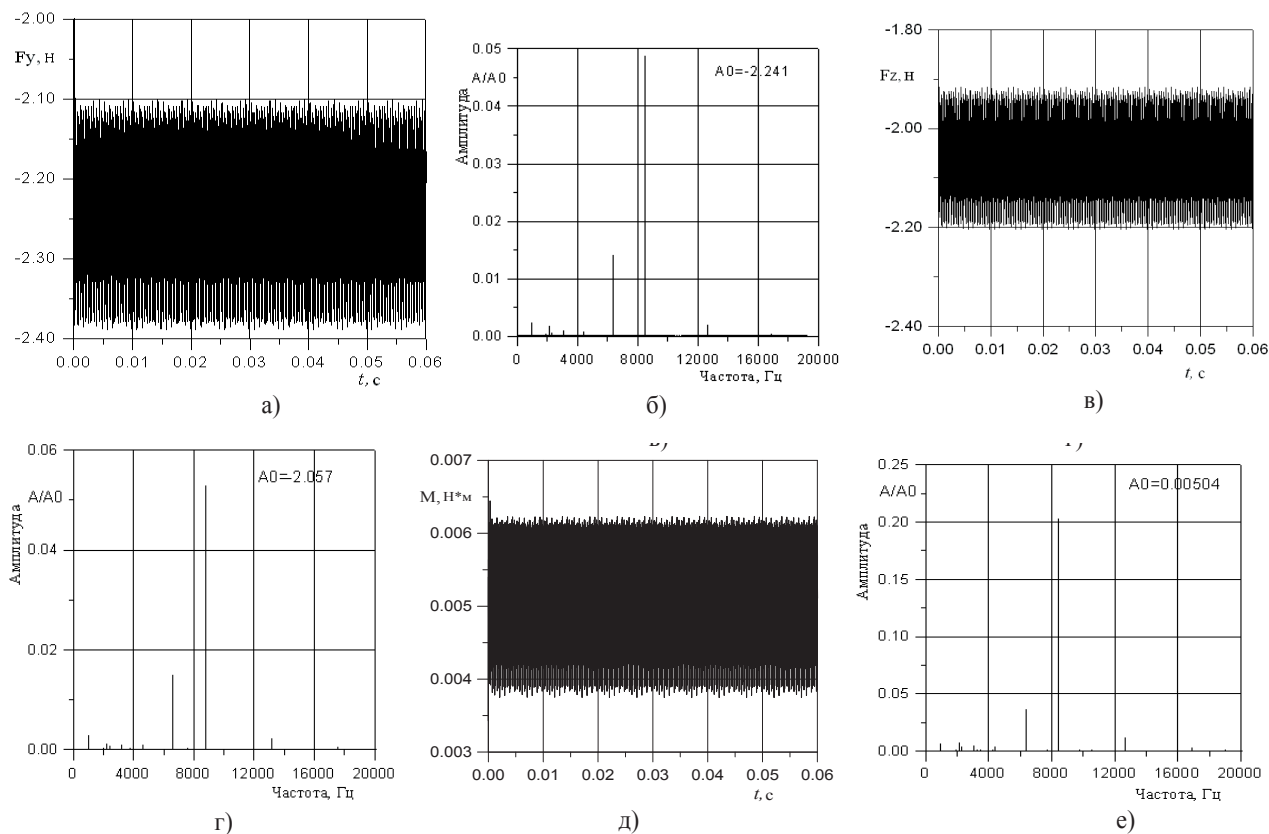 -2.00
Fy, н
-2.10
-2.20
-2.30
-2.40
0.00 0.01 0.02 0.03 0.04 0.05 0.06
t, с
а)
0.05
A/A0
A0=-2.241
0.04
0.03
0.02
0.01
0.00
Амплитуда
0 4000 8000 12000 16000 20000
Частота, Гц
б)
-1.80
Fz, н
-2.00
-2.20
-2.40
0.00 0.01 0.02 0.03 0.04 0.05 0.06
t, с
в)
0.06
A/A0
A0=-2.057
0.04
0.02
0.00
Амплитуда
0 4000 8000 12000 16000 20000
Частота, Гц
г)
0.007
М, Н*м
0.006
0.005
0.004
0.003
0.00 0.01 0.02 0.03 0.04 0.05 0.06
t, с
д)
0.25
A/A0
A0=0.00504
0.20
0.15
0.10
0.05
0.00
Амплитуда
0 4000 8000 12000 16000 20000
Частота, Гц
е)